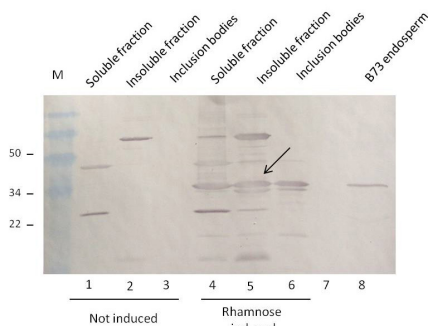 M
Soluble fraction
Insoluble fraction
Inclusion bodies
Soluble fraction
Insoluble fraction
Inclusion bodies
B73 endosperm
50
34
22
1 2 3 4 5 6 7 8
Not induced
Rhamnose